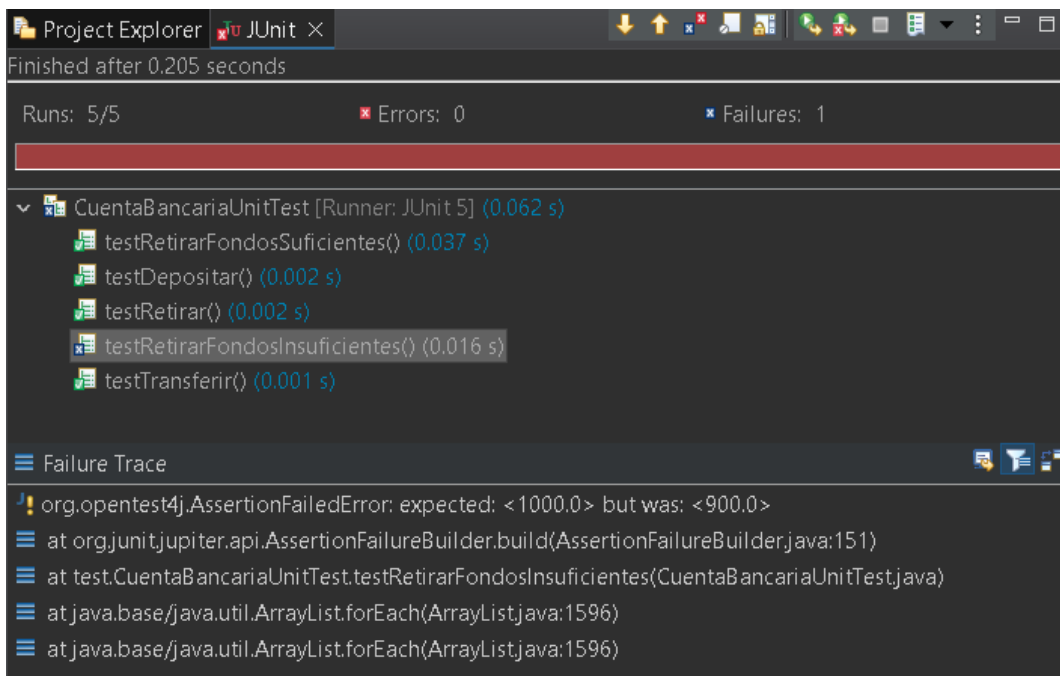 Project Explorer JUnit
Finished after 0.205 seconds
Runs: 5/5 Errors: 0 Failures: 1
CuentaBancariaUnitTest [Runner: JUnit 5] (0.062 s)
testRetirarFondosSuficientes() (0.037 s)
testDepositar() (0.002 s)
testRetirar() (0.002 s)
testRetirarFondosInsuficientes() (0.016 s)
testTransferir() (0.001 s)
Failure Trace
org.opentest4j.AssertionFailedError: expected: <1000.0> but was: <900.0>
at org.junit.jupiter.api.AssertionFailureBuilder.build(AssertionFailureBuilder.java:151)
at test.CuentaBancariaUnitTest.testRetirarFondosInsuficientes(CuentaBancariaUnitTest.java)
at java.base/java.util.ArrayList.forEach(ArrayList.java:1596)
at java.base/java.util.ArrayList.forEach(ArrayList.java:1596)